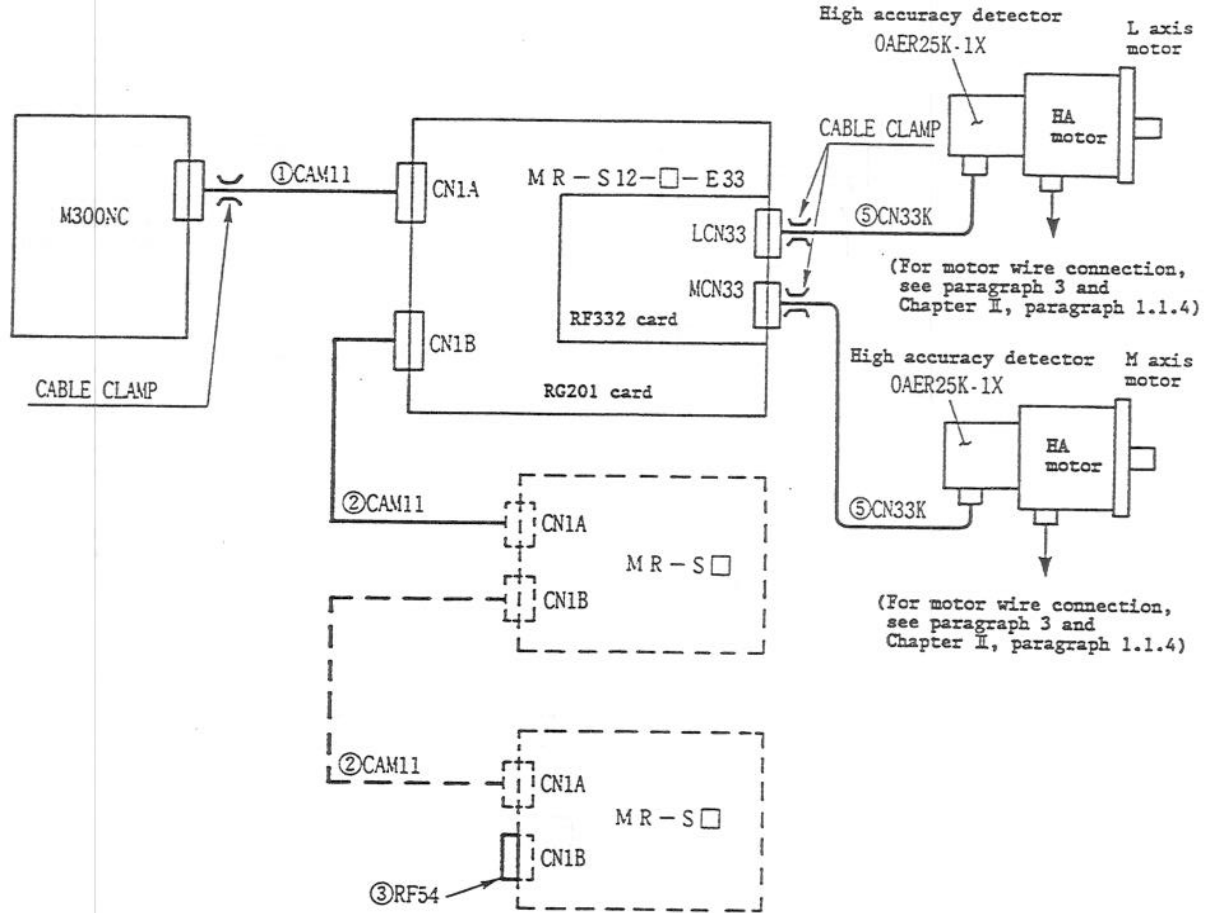 High accuracy detector
OAER25K-1X
L axis
motor
HA
motor
CABLE CLAMP
M300NC
①CAM11
CN1A
MR-S12-□-E33
LCN33
⑤CN33K
MCN33
(For motor wire connection,
see paragraph 3 and
Chapter Ⅱ, paragraph 1.1.4)
RF332 card
CN1B
RG201 card
CABLE CLAMP
High accuracy detector
OAER25K-1X
M axis
motor
HA
motor
②CAM11
CN1A
MR-S□
⑤CN33K
CN1B
(For motor wire connection,
see paragraph 3 and
Chapter Ⅱ, paragraph 1.1.4)
②CAM11
CN1A
MR-S□
CN1B
③RF54